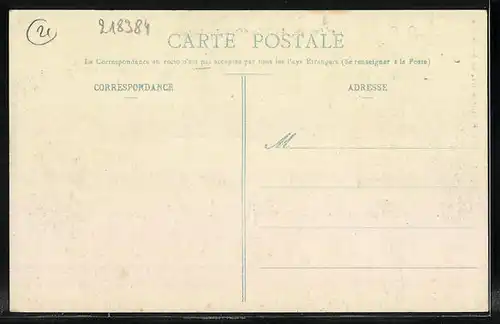 21
218384
CARTE POSTALE
La Correspondance au recto n'est pas acceptée par tous les Pays Étrangers (Se renseigner à la Poste)
CORRESPONDANCE
ADRESSE
M